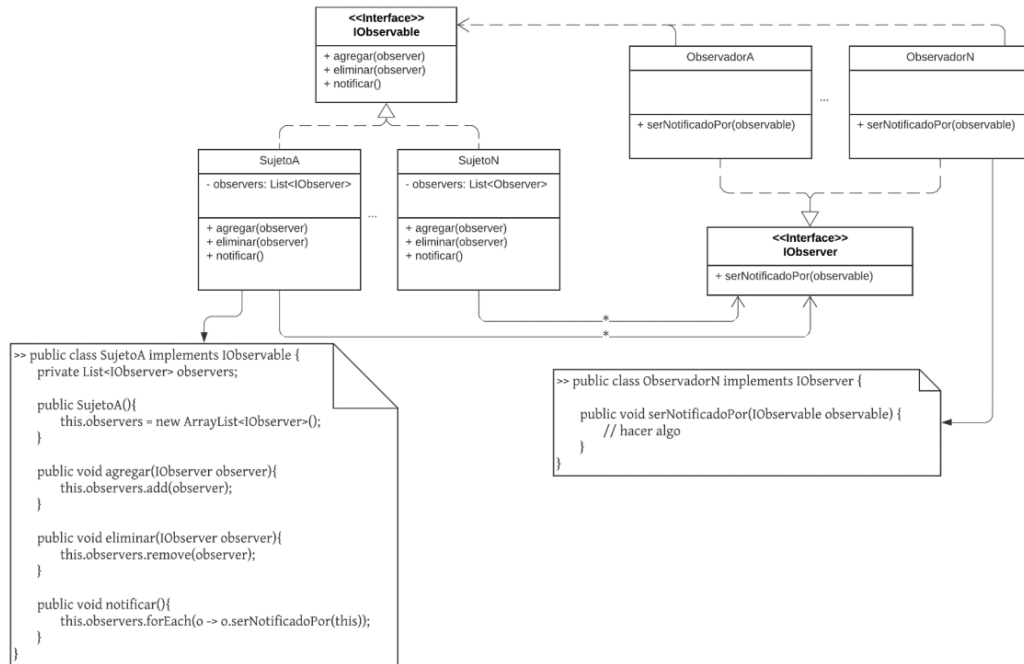 <<Interface>>
IObservable
+ agregar(observer)
+ eliminar(observer)
+ notificar()
ObservadorA
+ serNotificadoPor(observable)
...
ObservadorN
+ serNotificadoPor(observable)
SujetoA
- observers: List<IObserver>
+ agregar(observer)
+ eliminar(observer)
+ notificar()
...
SujetoN
- observers: List<Observer>
+ agregar(observer)
+ eliminar(observer)
+ notificar()
<<Interface>>
IObserver
+ serNotificadoPor(observable)
*
*
>> public class SujetoA implements IObservable {
private List<IObserver> observers;
public SujetoA(){
this.observers = new ArrayList<IObserver>();
}
public void agregar(IObserver observer){
this.observers.add(observer);
}
public void eliminar(IObserver observer){
this.observers.remove(observer);
}
public void notificar(){
this.observers.forEach(o -> o.serNotificadoPor(this));
}
}
>> public class ObservadorN implements IObserver {
public void serNotificadoPor(IObservable observable) {
// hacer algo
}
}